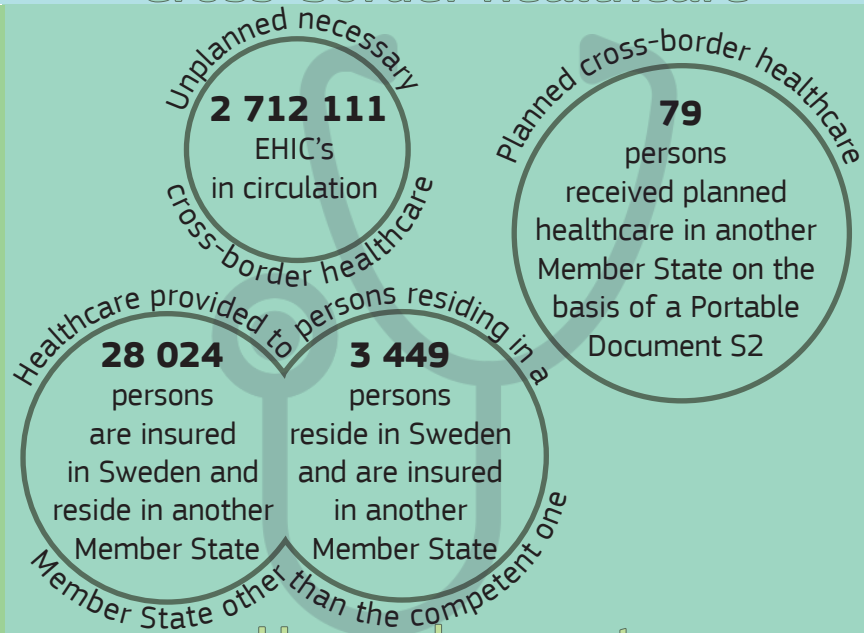 Unplanned necessary
2 712 111
EHIC's
in circulation
cross-border healthcare
Planned cross-border healthcare
79
persons
received planned
healthcare in another
Member State on the
basis of a Portable
Document S2
Healthcare provided to persons residing in a
28 024
persons
are insured
in Sweden and
reside in another
Member State
3 449
persons
reside in Sweden
and are insured
in another
Member State
Member State other than the competent one